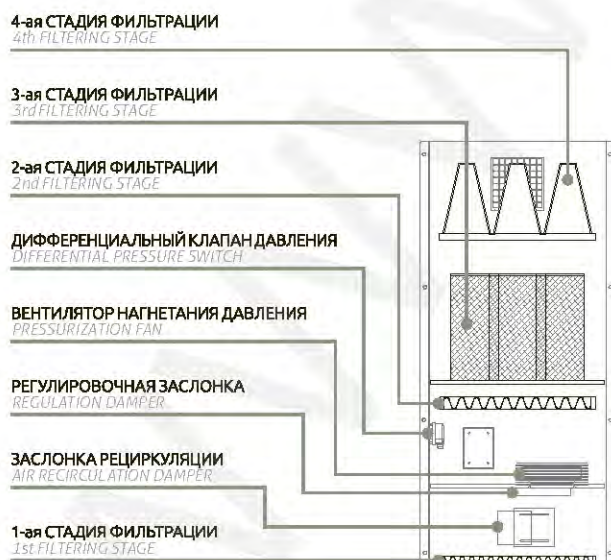 4-ая СТАДИЯ ФИЛЬТРАЦИИ
4th FILTERING STAGE
3-ая СТАДИЯ ФИЛЬТРАЦИИ
3rd FILTERING STAGE
2-ая СТАДИЯ ФИЛЬТРАЦИИ
2nd FILTERING STAGE
ДИФФЕРЕНЦИАЛЬНЫЙ КЛАПАН ДАВЛЕНИЯ
DIFFERENTIAL PRESSURE SWITCH
ВЕНТИЛЯТОР НАГНЕТАНИЯ ДАВЛЕНИЯ
PRESSURIZATION FAN
РЕГУЛИРОВОЧНАЯ ЗАСЛОНКА
REGULATION DAMPER
ЗАСЛОНКА РЕЦИРКУЛЯЦИИ
AIR RECIRCULATION DAMPER
1-ая СТАДИЯ ФИЛЬТРАЦИИ
1st FILTERING STAGE